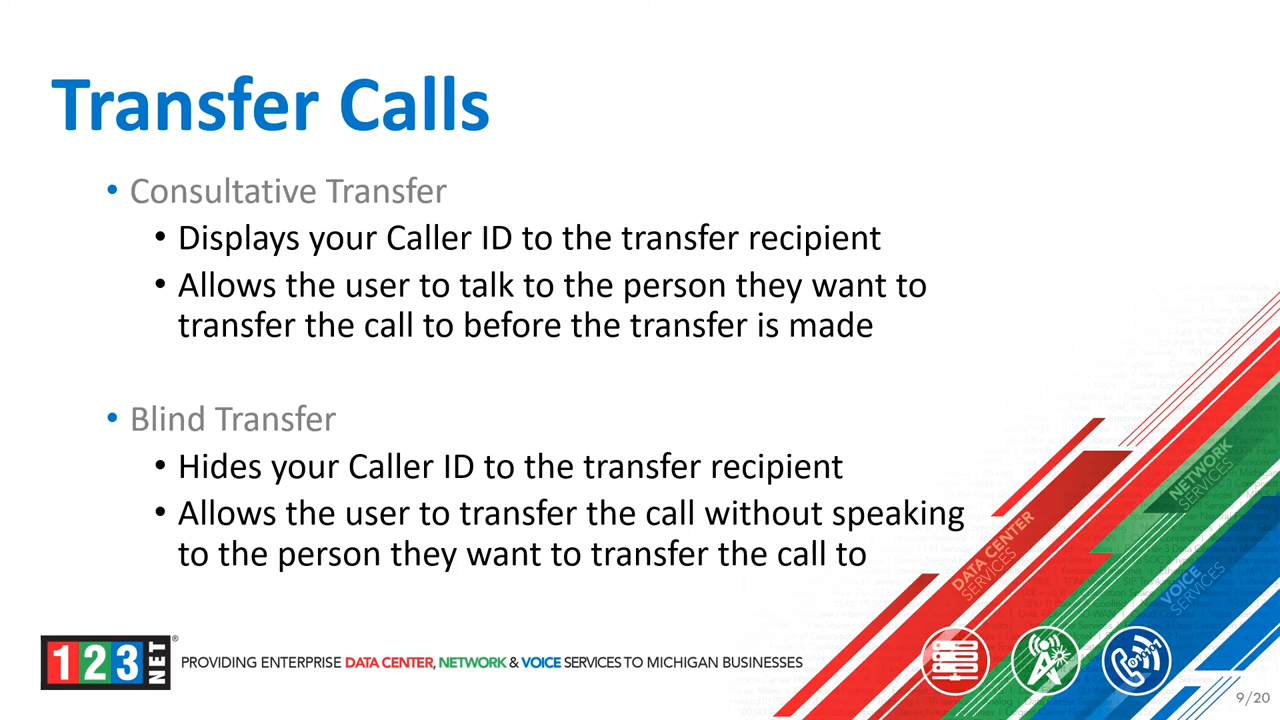 Transfer Calls
• Consultative Transfer
• Displays your Caller ID to the transfer recipient
• Allows the user to talk to the person they want to
transfer the call to before the transfer is made
• Blind Transfer
• Hides your Caller ID to the transfer recipient
• Allows the user to transfer the call without speaking
to the person they want to transfer the call to
DATA CENTER
SERVICES
NETWORK
SERVICES
VOICE
SERVICES
123 NET®
PROVIDING ENTERPRISE DATA CENTER, NETWORK & VOICE SERVICES TO MICHIGAN BUSINESSES
9/20